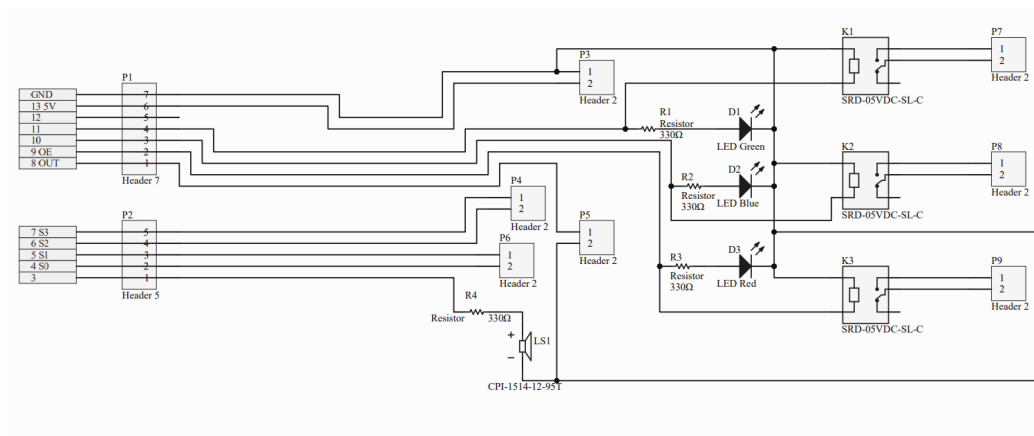 K1
P7
P3
1
2
1
2
Header 2
P1
GND
7
13 5V
6
12
5
11
4
10
3
9 OE
2
8 OUT
1
Header 7
Header 2
SRD-05VDC-SL-C
R1
Resistor
330Ω
D1
LED Green
K2
P8
1
2
Header 2
SRD-05VDC-SL-C
R2
Resistor
330Ω
D2
LED Blue
P4
1
2
Header 2
P2
7 S3
5
6 S2
4
5 S1
3
4 S0
2
3
1
Header 5
P5
1
2
Header 2
P6
1
2
Header 2
R3
Resistor
330Ω
D3
LED Red
K3
P9
1
2
Header 2
SRD-05VDC-SL-C
R4
Resistor
330Ω
+
LS1
−
CPI-1514-12-95T